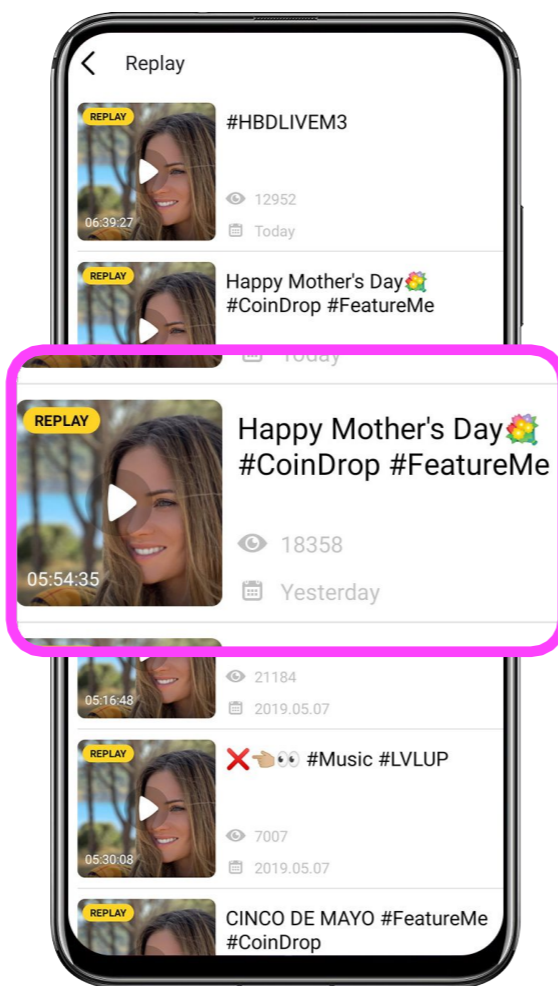 Replay
REPLAY
06:39:27
#HBDLIVEM3
12952
Today
REPLAY
Happy Mother's Day💐
#CoinDrop #FeatureMe
Today
REPLAY
05:54:35
Happy Mother's Day💐
#CoinDrop #FeatureMe
18358
Yesterday
05:16:48
21184
2019.05.07
REPLAY
05:30:08
❌👈🏼👀 #Music #LVLUP
7007
2019.05.07
REPLAY
CINCO DE MAYO #FeatureMe
#CoinDrop